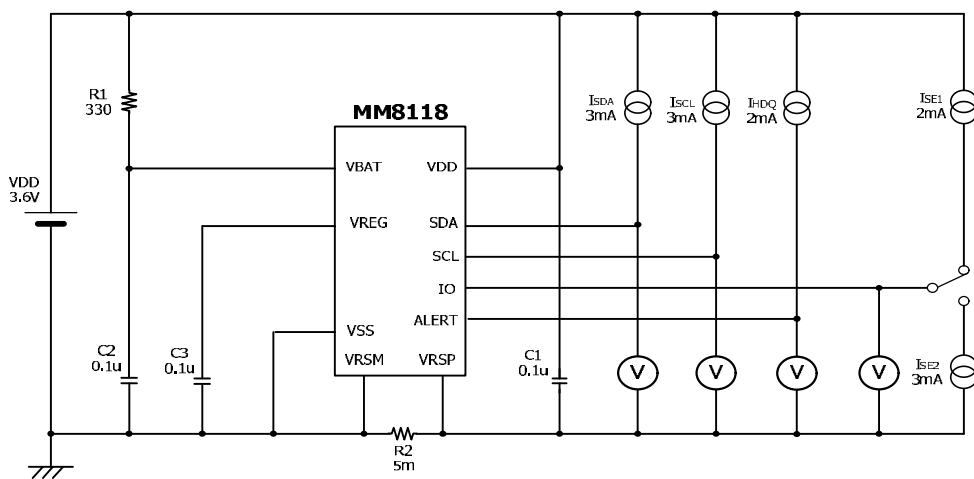 R1
330
MM8118
ISDA
3mA
ISCL
3mA
IHDQ
2mA
ISE1
2mA
VDD
3.6V
VBAT
VDD
VREG
SDA
SCL
IO
ALERT
VSS
VRSM
VRSP
C2
0.1u
C3
0.1u
C1
0.1u
V
V
V
V
ISE2
3mA
R2
5m